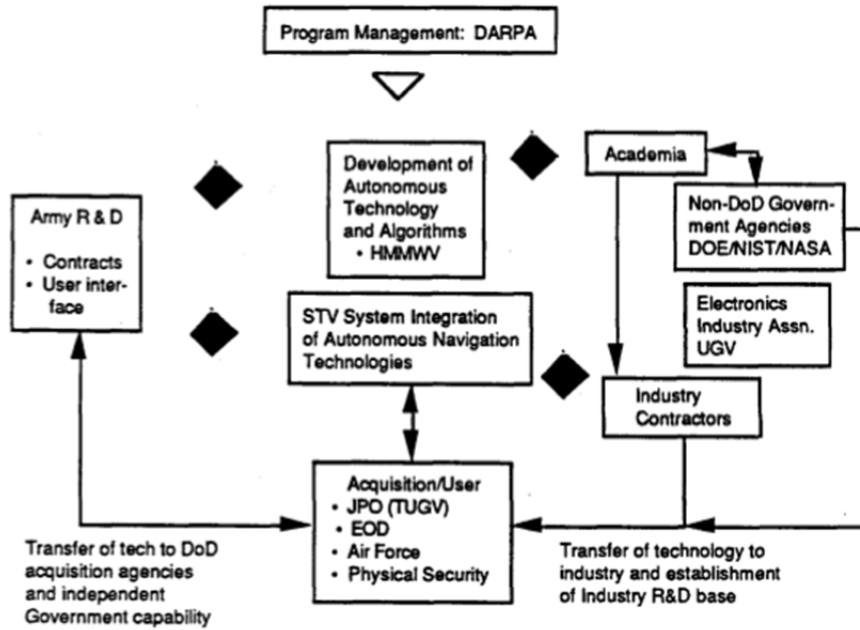 Program Management: DARPA
Development of
Autonomous
Technology
and Algorithms
• HMMWV
Academia
Non-DoD Govern-
ment Agencies
DOE/NIST/NASA
Army R & D
• Contracts
• User inter-
face
STV System Integration
of Autonomous Navigation
Technologies
Electronics
Industry Assn.
UGV
Industry
Contractors
Acquisition/User
• JPO (TUGV)
• EOD
• Air Force
• Physical Security
Transfer of tech to DoD
acquisition agencies
and independent
Government capability
Transfer of technology to
industry and establishment
of Industry R&D base